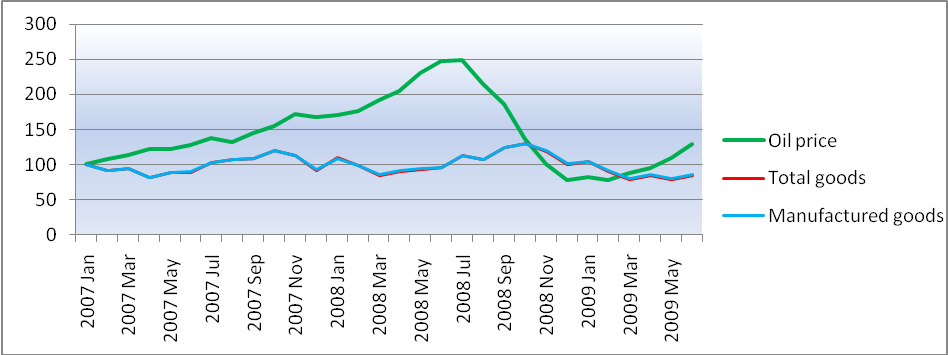 300
250
200
150
100
50
0
Oil price
Total goods
Manufactured goods
2007 Jan
2007 Mar
2007 May
2007 Jul
2007 Sep
2007 Nov
2008 Jan
2008 Mar
2008 May
2008 Jul
2008 Sep
2008 Nov
2009 Jan
2009 Mar
2009 May